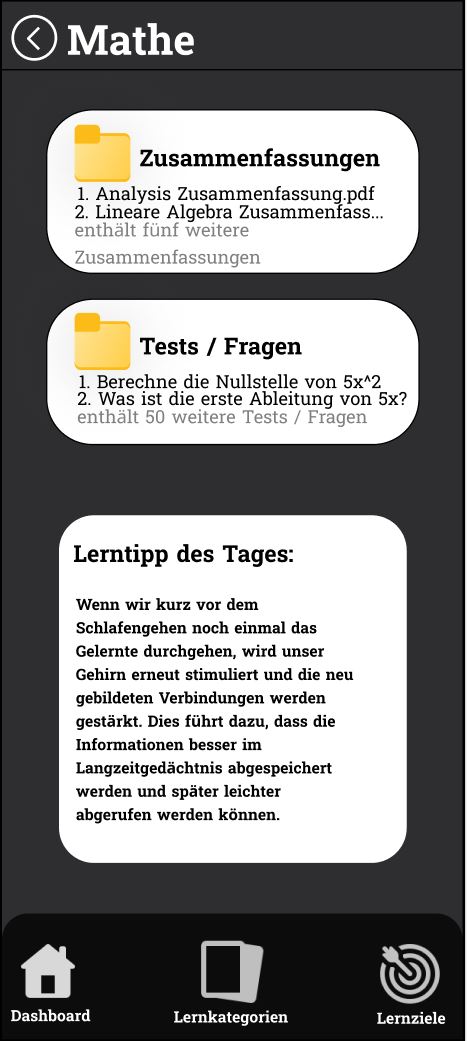 Mathe
Zusammenfassungen
1. Analysis Zusammenfassung.pdf
2. Lineare Algebra Zusammenfass...
enthält fünf weitere
Zusammenfassungen
Tests / Fragen
1. Berechne die Nullstelle von 5x^2
2. Was ist die erste Ableitung von 5x?
enthält 50 weitere Tests / Fragen
Lerntipp des Tages:
Wenn wir kurz vor dem
Schlafengehen noch einmal das
Gelernte durchgehen, wird unser
Gehirn erneut stimuliert und die neu
gebildeten Verbindungen werden
gestärkt. Dies führt dazu, dass die
Informationen besser im
Langzeitgedächtnis abgespeichert
werden und später leichter
abgerufen werden können.
Dashboard
Lernkategorien
Lernziele